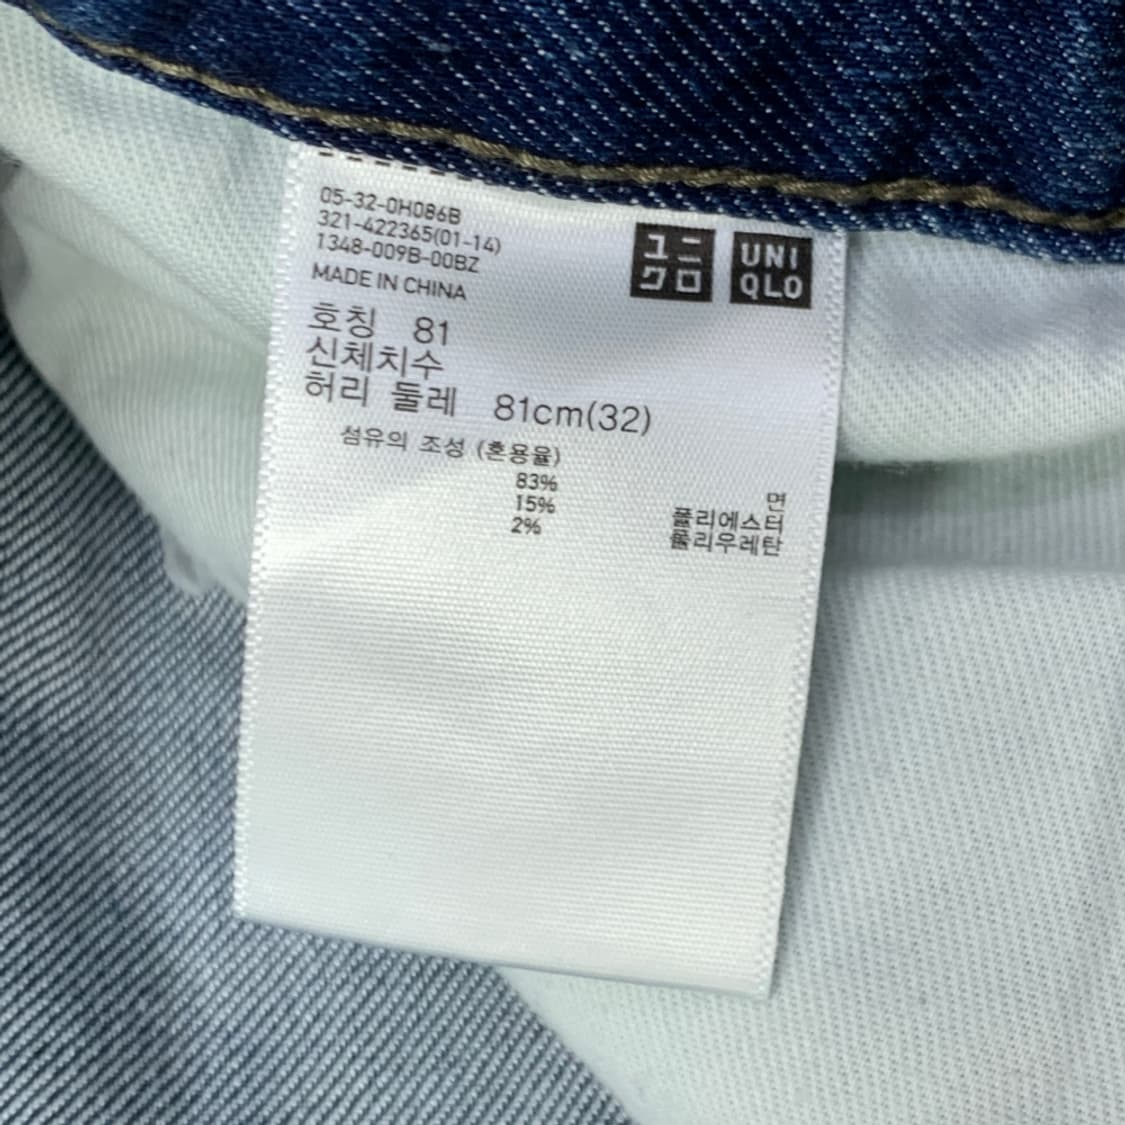 05-32-0H086B
321-422365(01-14)
1348-009B-00BZ
MADE IN CHINA
ユニクロ
UNIQLO
호칭 81
신체치수
허리 둘레 81cm(32)
섬유의 조성 (혼용율)
83% 면
15% 폴리에스터
2% 폴리우레탄